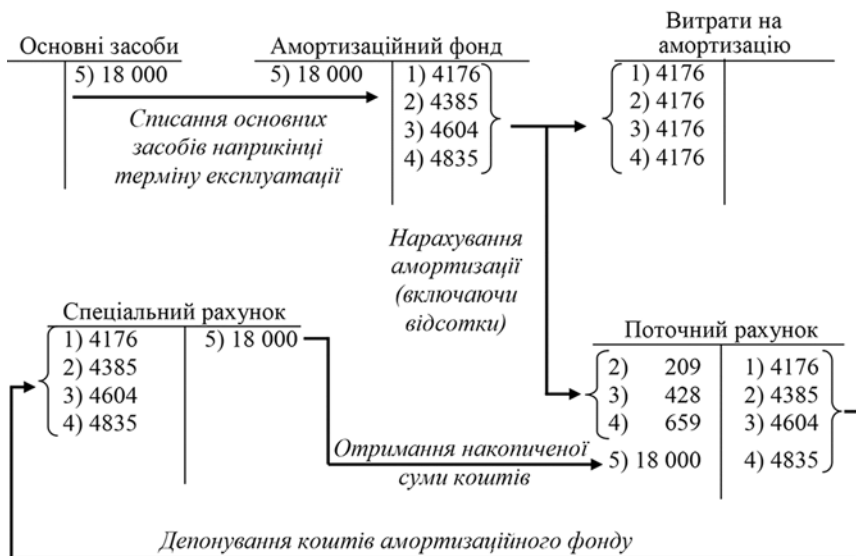 Основні засоби
5) 18 000
Амортизаційний фонд
5) 18 000
1) 4176
2) 4385
3) 4604
4) 4835
Витрати на
амортизацію
1) 4176
2) 4176
3) 4176
4) 4176
Списання основних
засобів наприкінці
терміну експлуатації
Нарахування
амортизації
(включаючи
відсотки)
Спеціальний рахунок
1) 4176
2) 4385
3) 4604
4) 4835
5) 18 000
Поточний рахунок
2) 209
3) 428
4) 659
5) 18 000
1) 4176
2) 4385
3) 4604
4) 4835
Отримання накопиченої
суми коштів
Депонування коштів амортизаційного фонду